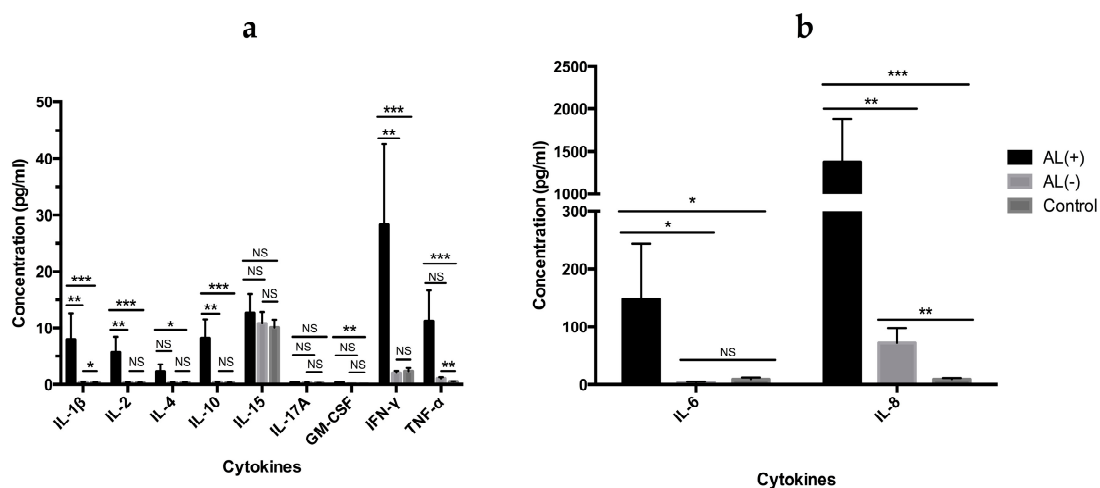 a
b
Concentration (pg/ml)
50
40
30
20
10
0
*** ** *
*** ** NS
* NS NS
*** ** NS
NS NS NS
NS NS NS
** NS NS
*** ** NS
*** NS **
IL-1β IL-2 IL-4 IL-10 IL-15 IL-17A GM-CSF IFN-γ TNF-α
Cytokines
Concentration (pg/ml)
2500
2000
1500
1000
300
200
100
0
* * NS
*** ** **
IL-6 IL-8
Cytokines
AL(+)
AL(-)
Control